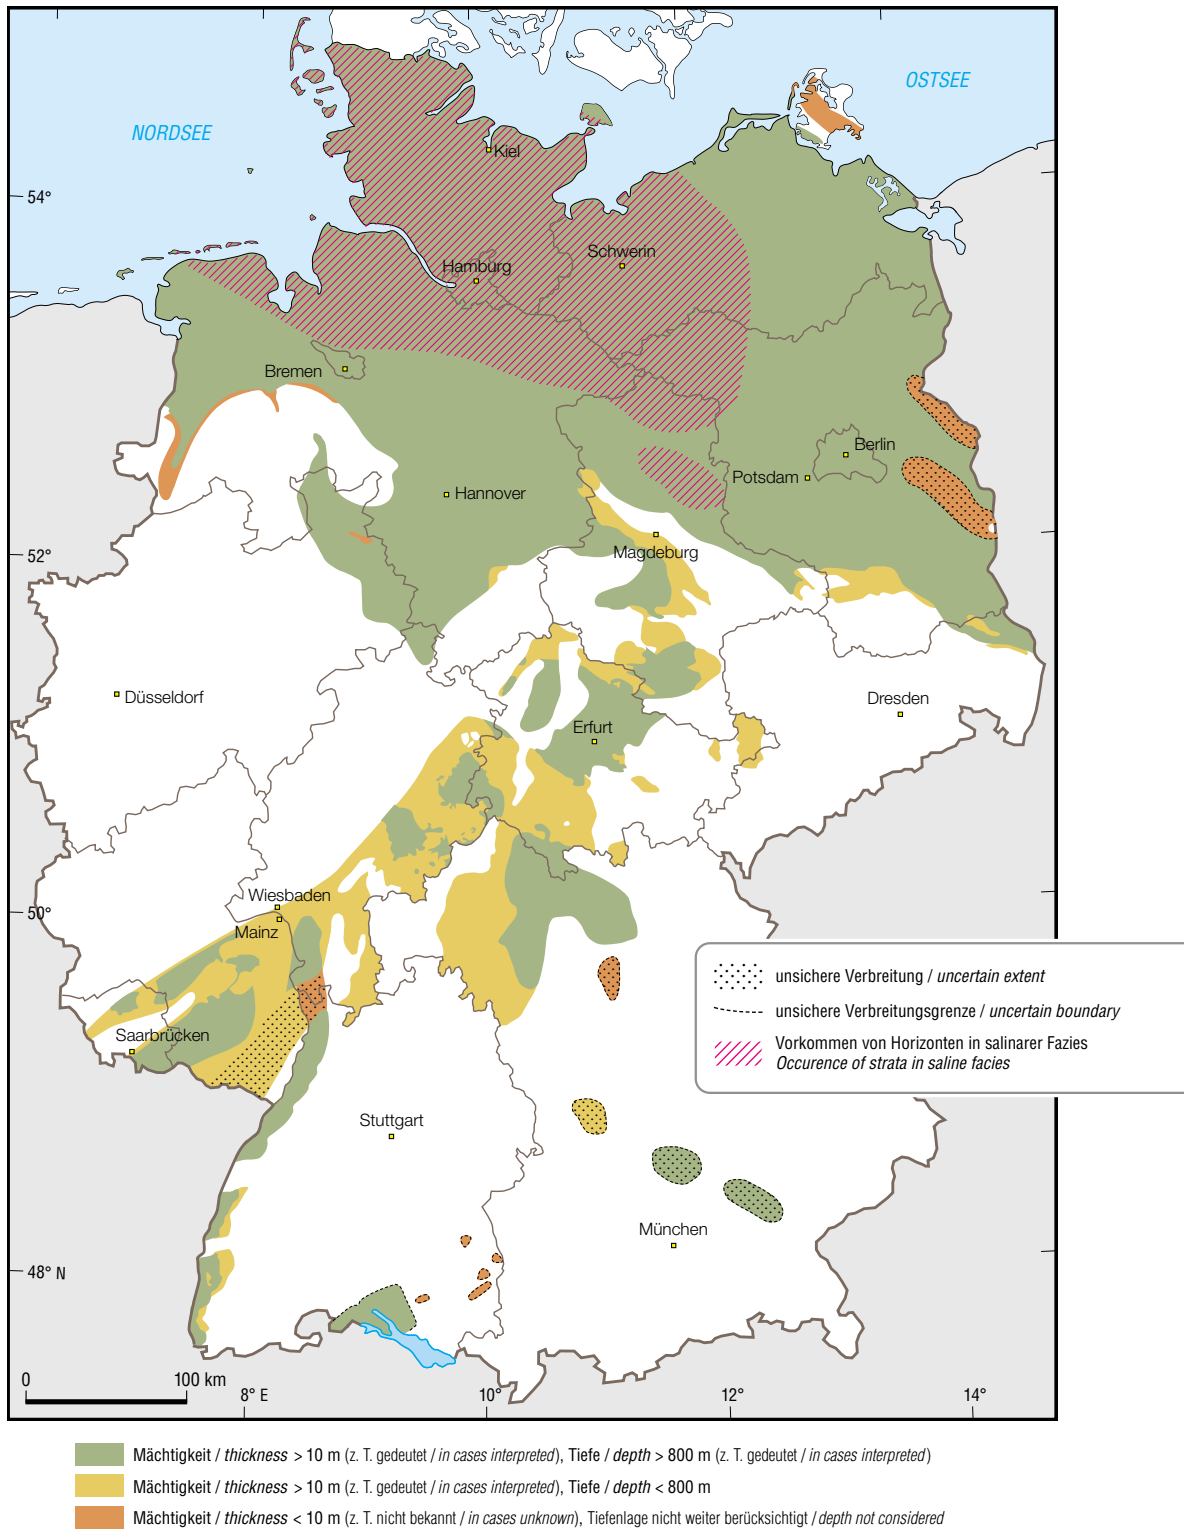 OSTSEE
NORDSEE
Kiel
54°
Schwerin
Hamburg
Bremen
Berlin
Potsdam
Hannover
52°
Magdeburg
Düsseldorf
Dresden
Erfurt
Wiesbaden
50°
Mainz
unsichere Verbreitung / uncertain extent
unsichere Verbreitungsgrenze / uncertain boundary
Vorkommen von Horizonten in salinarer Fazies
Occurence of strata in saline facies
Saarbrücken
Stuttgart
München
48° N
0 100 km
8° E 10° 12° 14°
Mächtigkeit / thickness > 10 m (z. T. gedeutet / in cases interpreted), Tiefe / depth > 800 m (z. T. gedeutet / in cases interpreted)
Mächtigkeit / thickness > 10 m (z. T. gedeutet / in cases interpreted), Tiefe / depth < 800 m
Mächtigkeit / thickness < 10 m (z. T. nicht bekannt / in cases unknown), Tiefenlage nicht weiter berücksichtigt / depth not considered